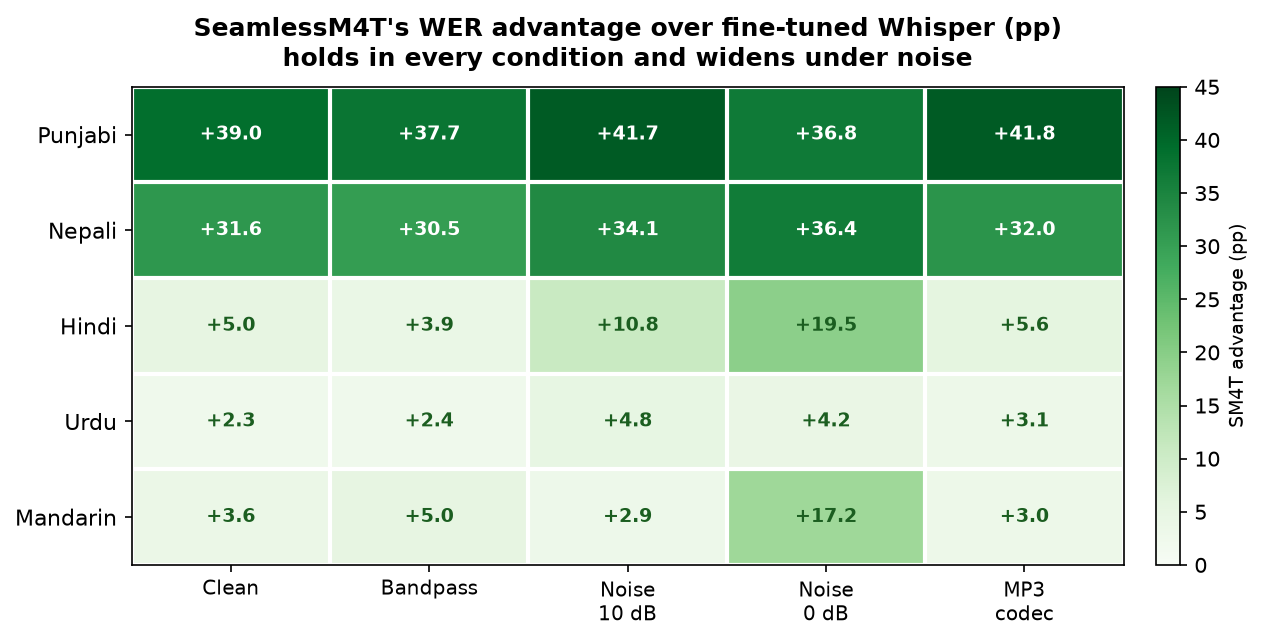 SeamlessM4T's WER advantage over fine-tuned Whisper (pp)
holds in every condition and widens under noise
Punjabi +39.0 +37.7 +41.7 +36.8 +41.8
Nepali +31.6 +30.5 +34.1 +36.4 +32.0
Hindi +5.0 +3.9 +10.8 +19.5 +5.6
Urdu +2.3 +2.4 +4.8 +4.2 +3.1
Mandarin +3.6 +5.0 +2.9 +17.2 +3.0
Clean
Bandpass
Noise
10 dB
Noise
0 dB
MP3
codec
45
40
35
30
25
20
15
10
5
0
SM4T advantage (pp)